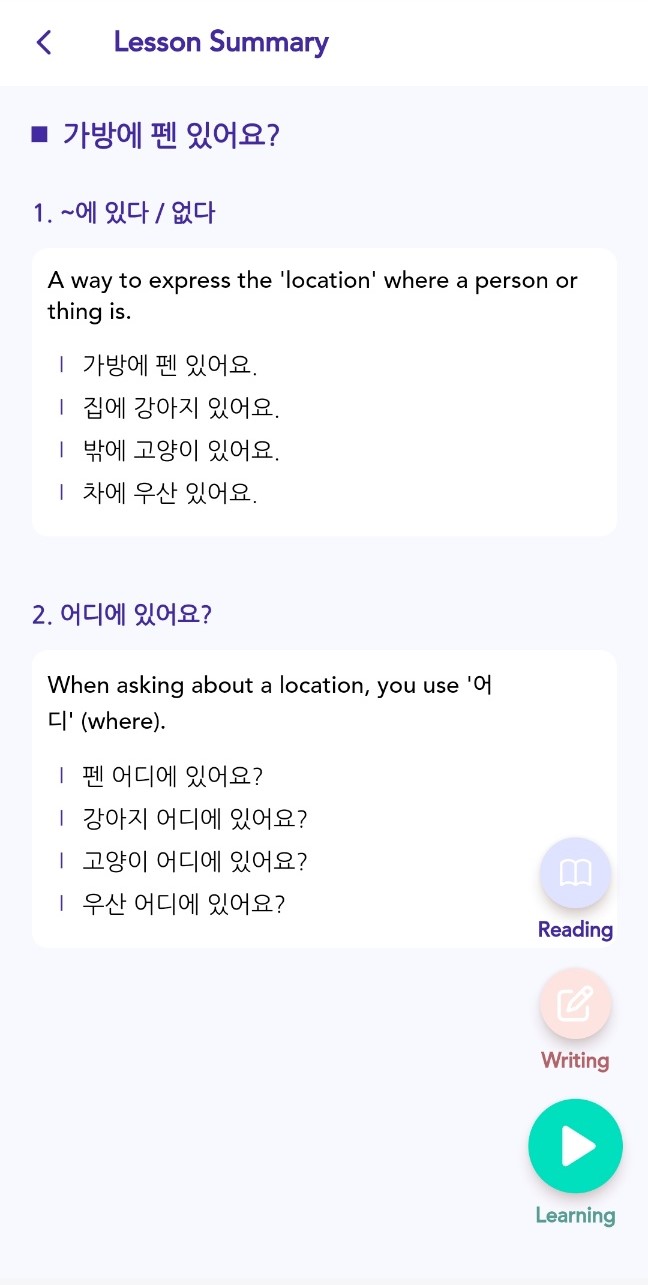 Lesson Summary
■ 가방에 펜 있어요?
1. ~에 있다 / 없다
A way to express the 'location' where a person or
thing is.
| 가방에 펜 있어요.
| 집에 강아지 있어요.
| 밖에 고양이 있어요.
| 차에 우산 있어요.
2. 어디에 있어요?
When asking about a location, you use '어
디' (where).
| 펜 어디에 있어요?
| 강아지 어디에 있어요?
| 고양이 어디에 있어요?
| 우산 어디에 있어요?
Reading
Writing
Learning